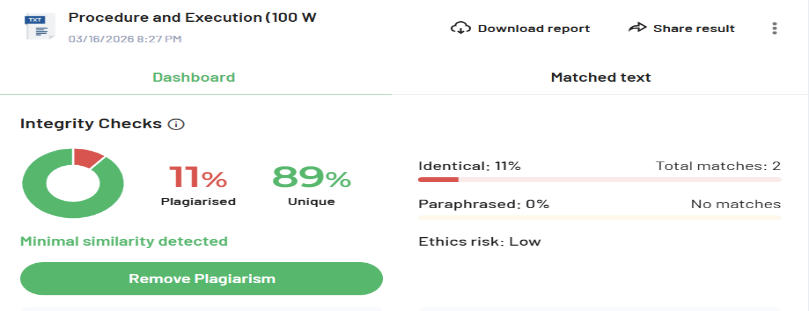 TXT
Procedure and Execution (100 W
03/16/2026 8:27 PM
Download report
Share result
Dashboard
Matched text
Integrity Checks
11%
Plagiarised
89%
Unique
Minimal similarity detected
Remove Plagiarism
Identical: 11%
Total matches: 2
Paraphrased: 0%
No matches
Ethics risk: Low